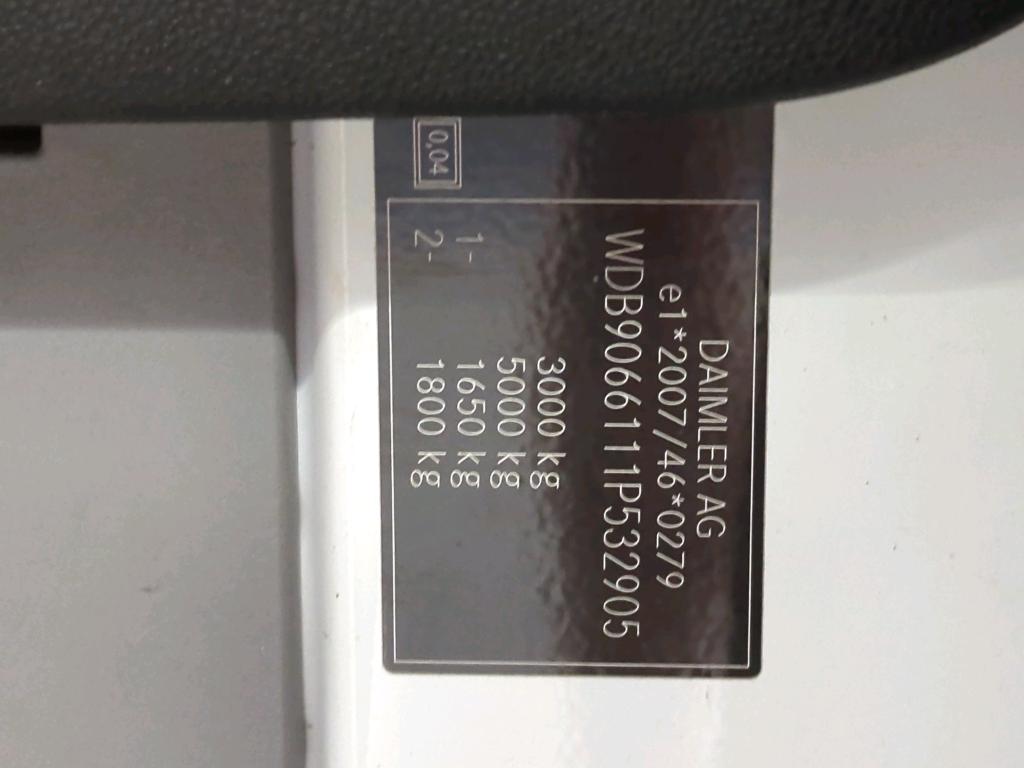 DAIMLER AG
e1*2007/46*0279
WDB9066111P532905
3000 kg
5000 kg
1- 1650 kg
2- 1800 kg
0,04